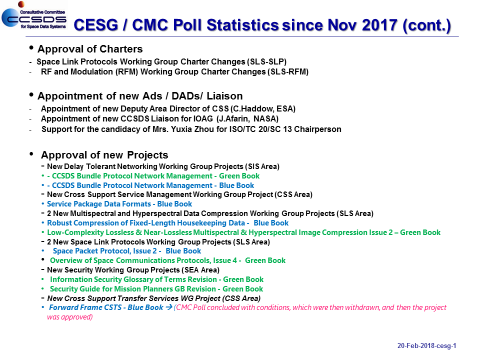 Consultative Committee
CCSDS
for Space Data Systems
CESG / CMC Poll Statistics since Nov 2017 (cont.)
• Approval of Charters
- Space Link Protocols Working Group Charter Changes (SLS-SLP)
- RF and Modulation (RFM) Working Group Charter Changes (SLS-RFM)
• Appointment of new Ads / DADs/ Liaison
- Appointment of new Deputy Area Director of CSS (C.Haddow, ESA)
- Appointment of new CCSDS Liaison for IOAG (J.Afarin, NASA)
- Support for the candidacy of Mrs. Yuxia Zhou for ISO/TC 20/SC 13 Chairperson
• Approval of new Projects
- New Delay Tolerant Networking Working Group Projects (SIS Area)
• - CCSDS Bundle Protocol Network Management - Green Book
• - CCSDS Bundle Protocol Network Management - Blue Book
- New Cross Support Service Management Working Group Project (CSS Area)
• Service Package Data Formats - Blue Book
- 2 New Multispectral and Hyperspectral Data Compression Working Group Projects (SLS Area)
• Robust Compression of Fixed-Length Housekeeping Data - Blue Book
• Low-Complexity Lossless & Near-Lossless Multispectral & Hyperspectral Image Compression Issue 2 – Green Book
- 2 New Space Link Protocols Working Group Projects (SLS Area)
• Space Packet Protocol, Issue 2 - Blue Book
• Overview of Space Communications Protocols, Issue 4 - Green Book
- New Security Working Group Projects (SEA Area)
• Information Security Glossary of Terms Revision - Green Book
• Security Guide for Mission Planners GB Revision - Green Book
- New Cross Support Transfer Services WG Project (CSS Area)
• Forward Frame CSTS - Blue Book → (CMC Poll concluded with conditions, which were then withdrawn, and then the project
was approved)
20-Feb-2018-cesg-1